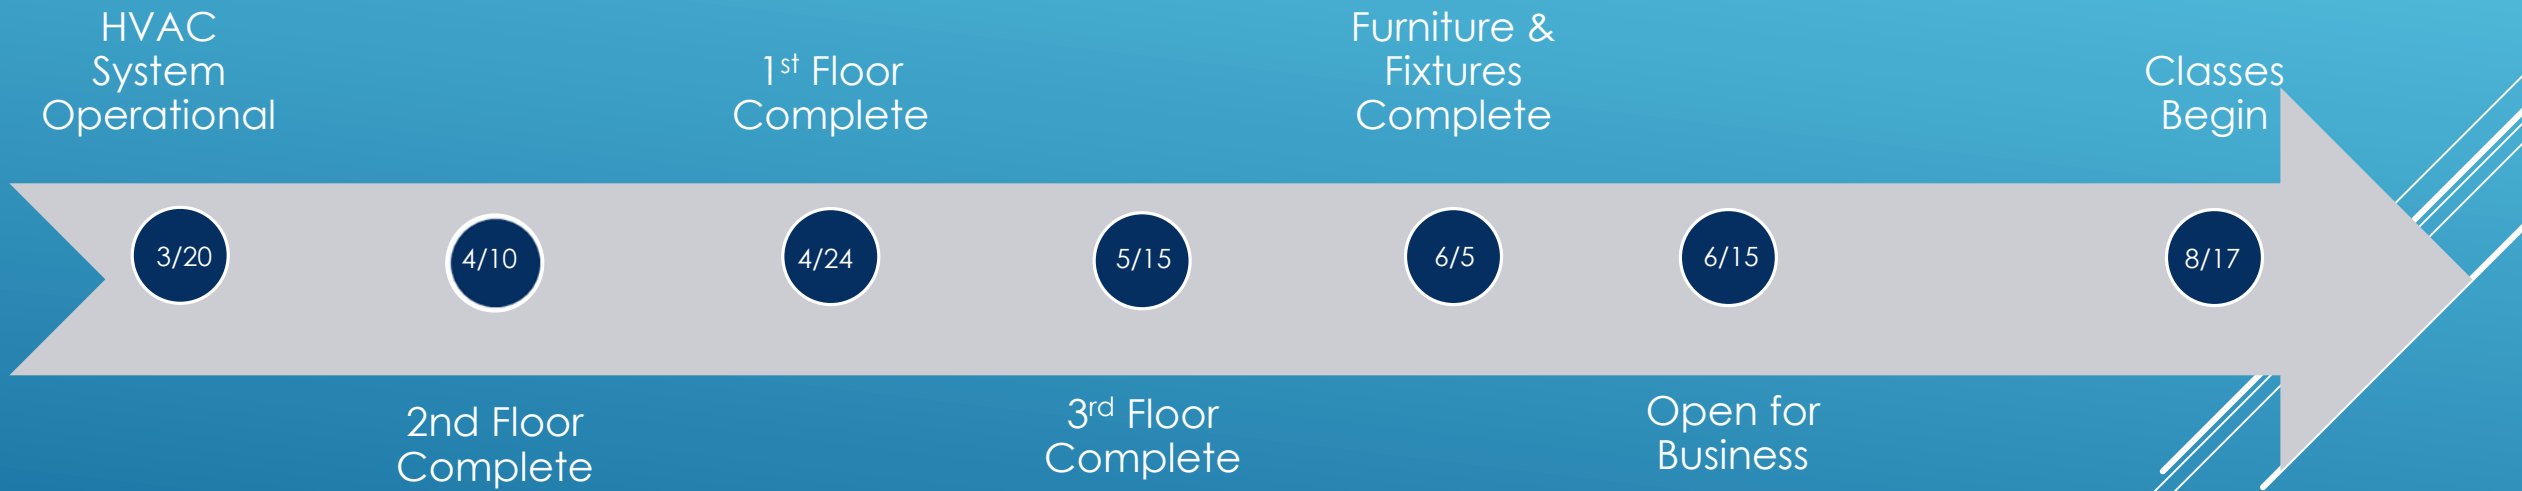 HVAC
System
Operational
1st Floor
Complete
Furniture &
Fixtures
Complete
Classes
Begin
3/20
4/10
4/24
5/15
6/5
6/15
8/17
2nd Floor
Complete
3rd Floor
Complete
Open for
Business